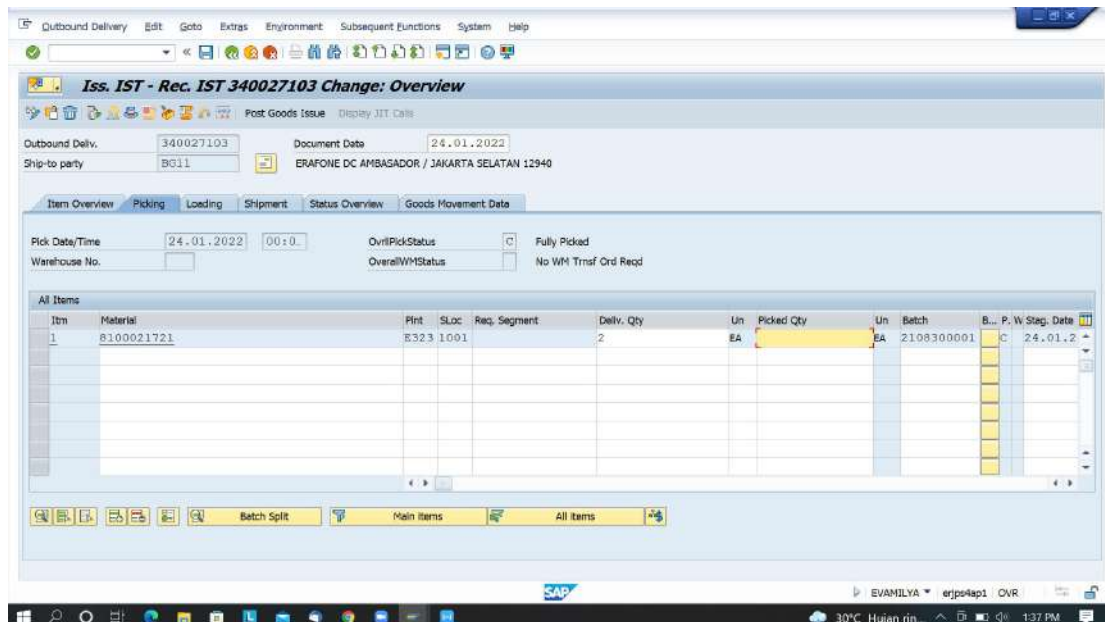 Outbound Delivery Edit Goto Extras Environment Subsequent Functions System Help
Iss. IST - Rec. IST 340027103 Change: Overview
Post Goods Issue Display JIT Calls
Outbound Deliv. 340027103 Document Date 24.01.2022
Ship-to party BG11 ERAFONE DC AMBASADOR / JAKARTA SELATAN 12940
Item Overview Picking Loading Shipment Status Overview Goods Movement Data
Pick Date/Time 24.01.2022 00:0.. OvrlPickStatus C Fully Picked
Warehouse No. OverallWMStatus No WM Trnsf Ord Reqd
All Items
Itm Material Plnt SLoc Req. Segment Deliv. Qty Un Picked Qty Un Batch B... P. W Stag. Date
1 8100021721 E323 1001 2 EA EA 2108300001 C 24.01.2
Batch Split Main items All items
SAP EVAMILYA erjps4ap1 OVR
30°C Hujan rin... 1:37 PM